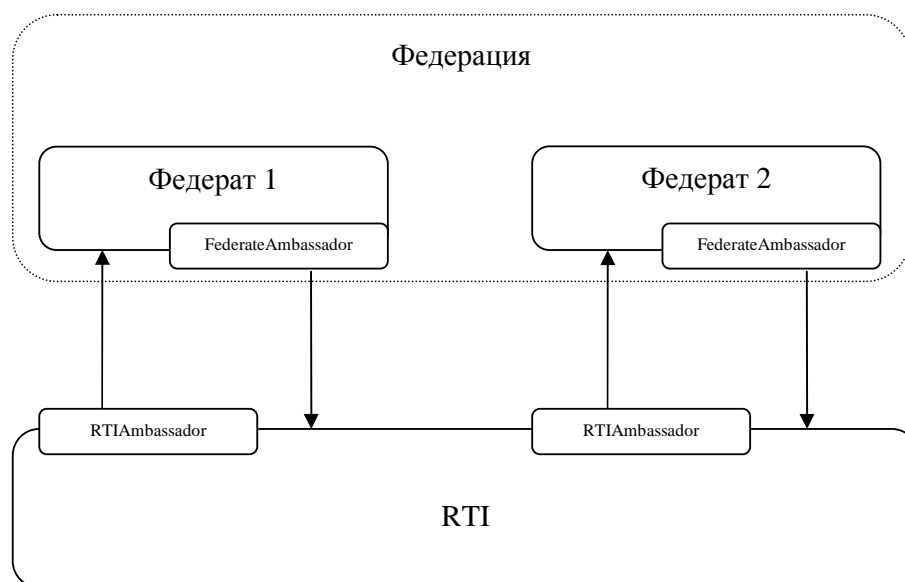 Федерация
Федерат 1
Федерат 2
FederateAmbassador
FederateAmbassador
RTIAmbassador
RTIAmbassador
RTI